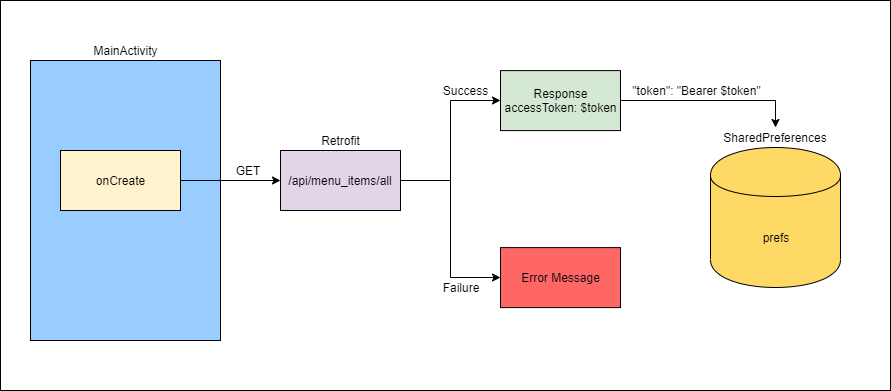 MainActivity
onCreate
GET
Retrofit
/api/menu_items/all
Success
Response
accessToken: $token
"token": "Bearer $token"
SharedPreferences
prefs
Failure
Error Message